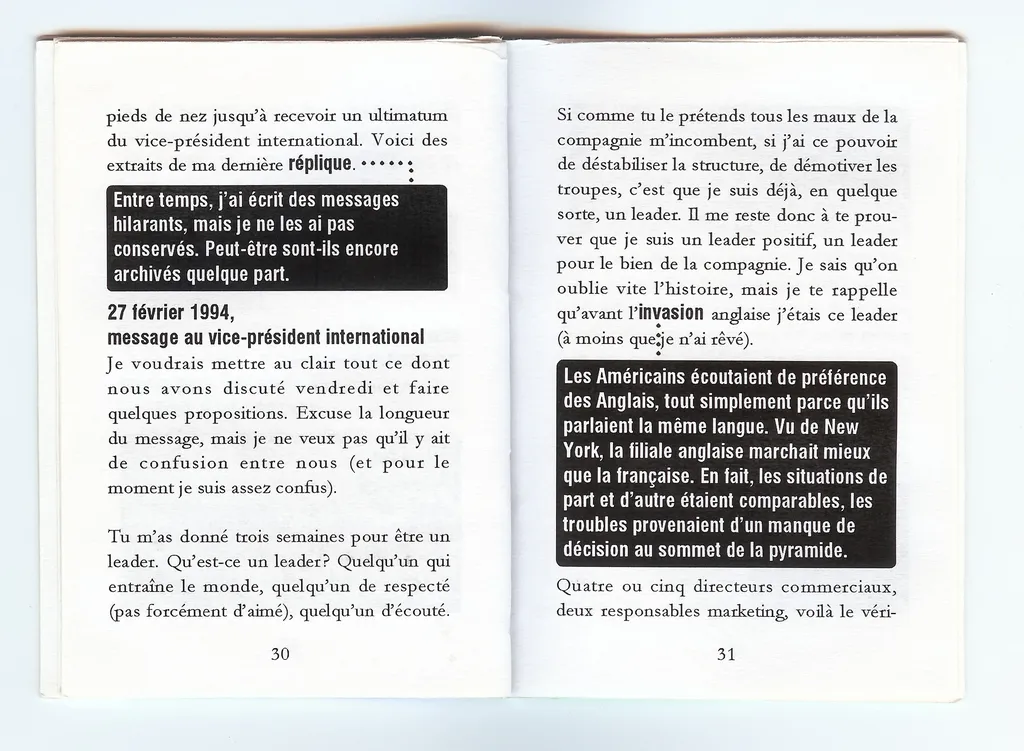 pieds de nez jusqu'à recevoir un ultimatum
du vice-président international. Voici des
extraits de ma dernière réplique.
Entre temps, j'ai écrit des messages
hilarants, mais je ne les ai pas
conservés. Peut-être sont-ils encore
archivés quelque part.
27 février 1994,
message au vice-président international
Je voudrais mettre au clair tout ce dont
nous avons discuté vendredi et faire
quelques propositions. Excuse la longueur
du message, mais je ne veux pas qu'il y ait
de confusion entre nous (et pour le
moment je suis assez confus).
Tu m'as donné trois semaines pour être un
leader. Qu'est-ce un leader? Quelqu'un qui
entraîne le monde, quelqu'un de respecté
(pas forcément d'aimé), quelqu'un d'écouté.
30
Si comme tu le prétends tous les maux de la
compagnie m'incombent, si j'ai ce pouvoir
de déstabiliser la structure, de démotiver les
troupes, c'est que je suis déjà, en quelque
sorte, un leader. Il me reste donc à te prou-
ver que je suis un leader positif, un leader
pour le bien de la compagnie. Je sais qu'on
oublie vite l'histoire, mais je te rappelle
qu'avant l'invasion anglaise j'étais ce leader
(à moins que je n'ai rêvé).
Les Américains écoutaient de préférence
des Anglais, tout simplement parce qu'ils
parlaient la même langue. Vu de New
York, la filiale anglaise marchait mieux
que la française. En fait, les situations de
part et d'autre étaient comparables, les
troubles provenaient d'un manque de
décision au sommet de la pyramide.
Quatre ou cinq directeurs commerciaux,
deux responsables marketing, voilà le véri-
31